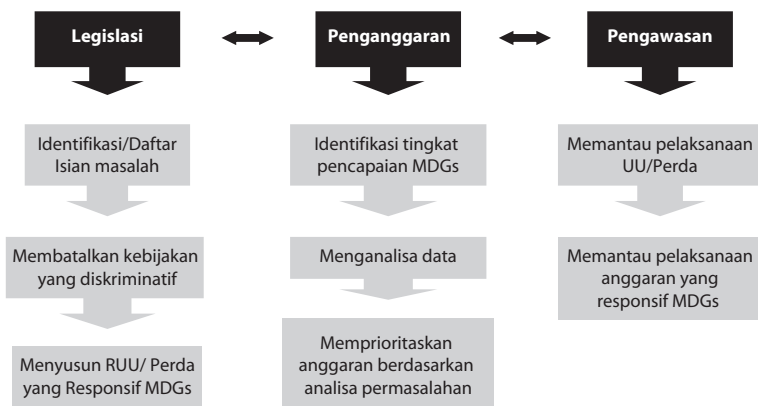 Legislasi
Penganggaran
Pengawasan
Identifikasi/Daftar
Isian masalah
Identifikasi tingkat
pencapaian MDGs
Memantau pelaksanaan
UU/Perda
Membatalkan kebijakan
yang diskriminatif
Menganalisa data
Memantau pelaksanaan
anggaran yang
responsif MDGs
Menyusun RUU/ Perda
yang Responsif MDGs
Memprioritaskan
anggaran berdasarkan
analisa permasalahan